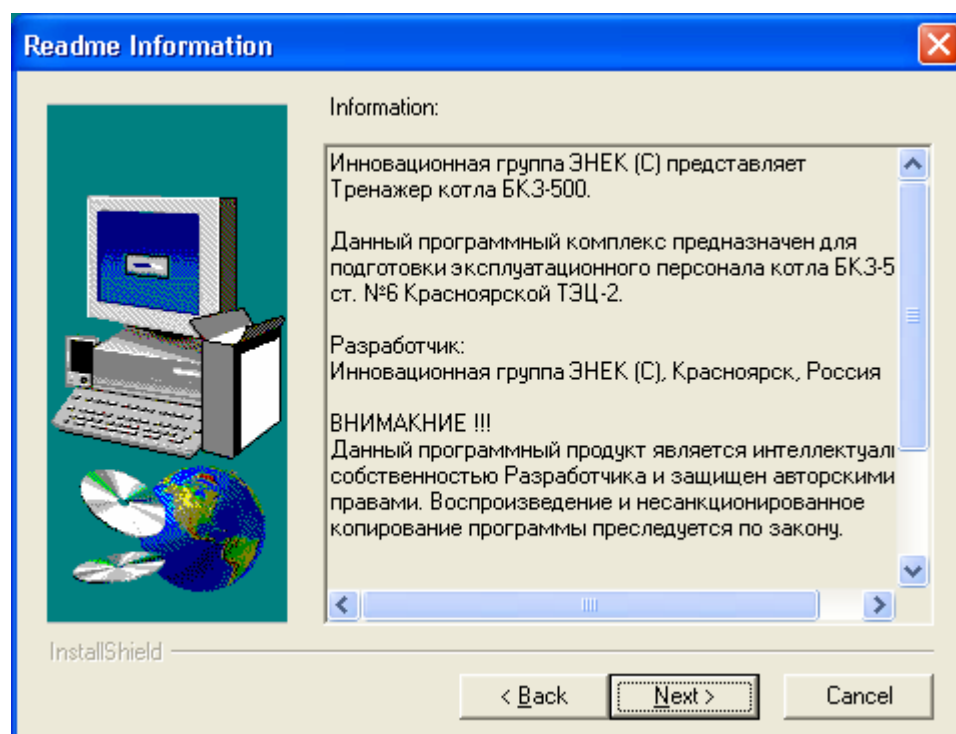 Readme Information
Information:
Инновационная группа ЭНЕК (С) представляет
Тренажер котла БКЗ-500.
Данный программный комплекс предназначен для
подготовки эксплуатационного персонала котла БКЗ-5
ст. №6 Красноярской ТЭЦ-2.
Разработчик:
Инновационная группа ЭНЕК (С), Красноярск, Россия
ВНИМАКНИЕ !!!
Данный программный продукт является интеллектуал
собственностью Разработчика и защищен авторскими
правами. Воспроизведение и несанкционированное
копирование программы преследуется по закону.
InstallShield
< Back
Next >
Cancel